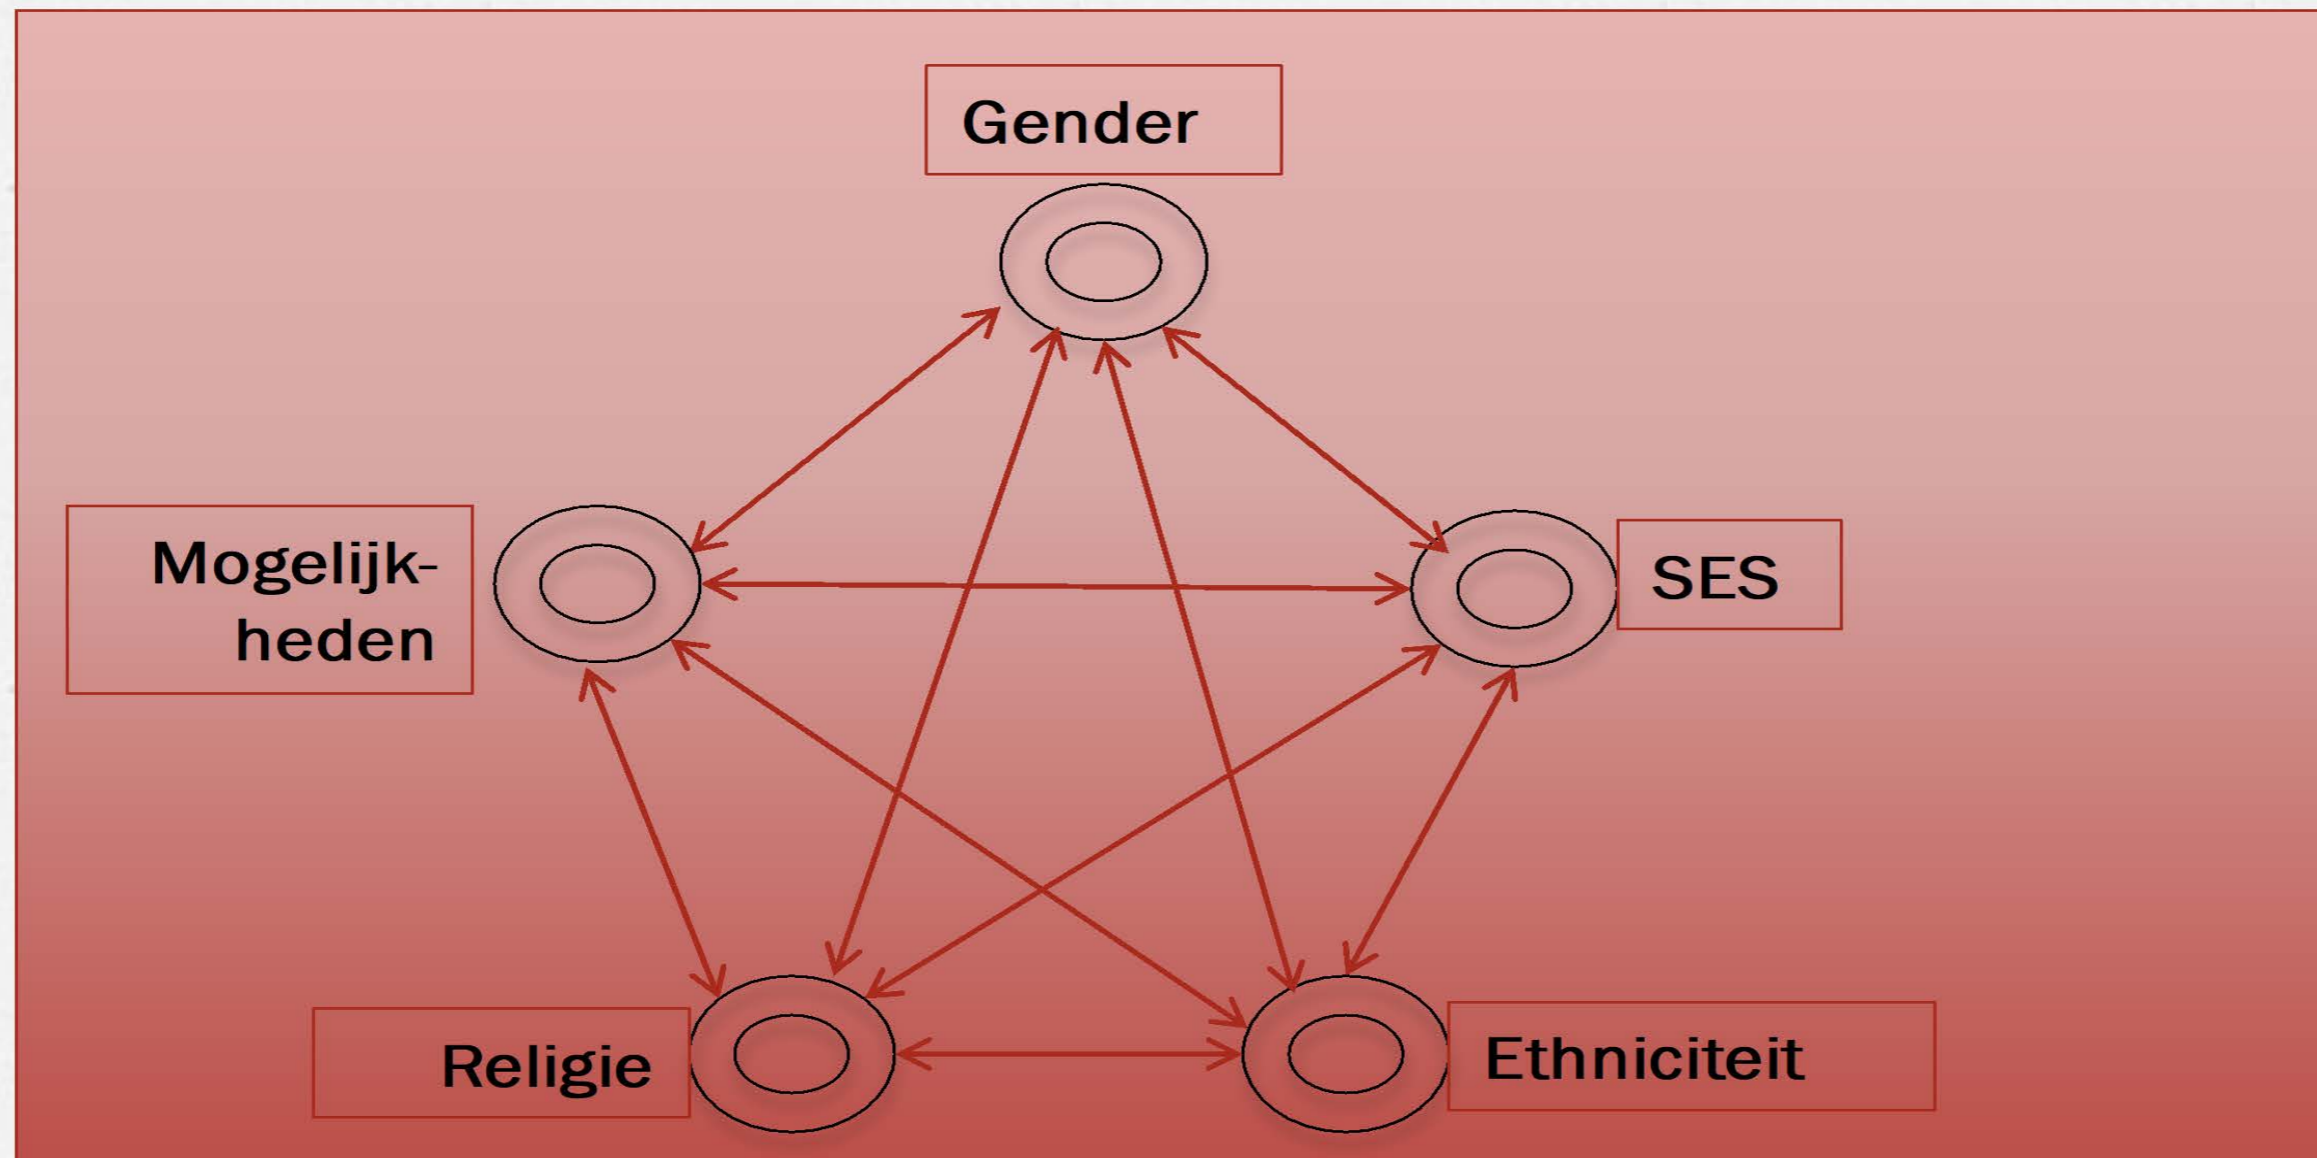 Gender
Mogelijk-
heden
SES
Religie
Ethniciteit